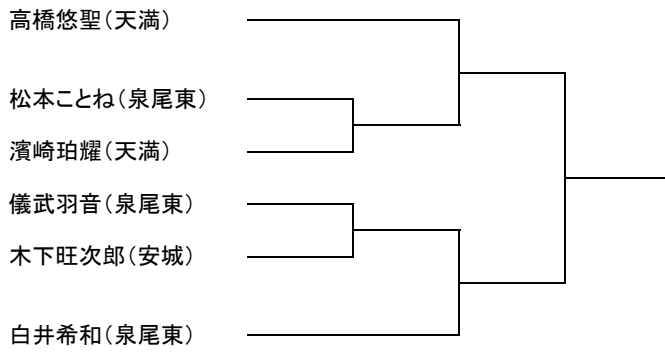 高橋悠聖（天満）
松本ことね（泉尾東）
濱崎珀耀（天満）
儀武羽音（泉尾東）
木下旺次郎（安城）
白井希和（泉尾東）